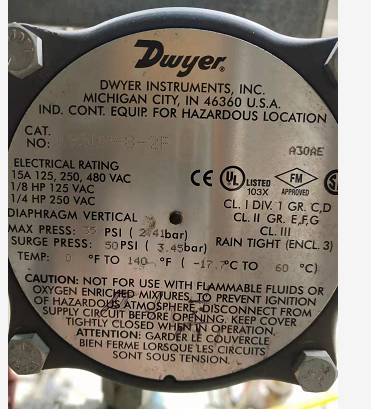 Dwyer®
DWYER INSTRUMENTS, INC.
MICHIGAN CITY, IN 46360 U.S.A.
IND. CONT. EQUIP. FOR HAZARDOUS LOCATION
CAT.
NO: -8-2F
A30AE
ELECTRICAL RATING
15A 125, 250, 480 VAC
1/8 HP 125 VAC
1/4 HP 250 VAC
CE UL LISTED 103X FM APPROVED
DIAPHRAGM VERTICAL
CL. I DIV. 1 GR. C,D
CL. II GR. E,F,G
CL. III
RAIN TIGHT (ENCL. 3)
MAX PRESS: 35 PSI ( 2.41bar)
SURGE PRESS: 50PSI ( 3.45bar)
TEMP: 0 °F TO 140 °F ( -17.7°C TO 60 °C)
CAUTION: NOT FOR USE WITH FLAMMABLE FLUIDS OR
OXYGEN ENRICHED MIXTURES. TO PREVENT IGNITION
OF HAZARDOUS ATMOSPHERE, DISCONNECT FROM
SUPPLY CIRCUIT BEFORE OPENING. KEEP COVER
TIGHTLY CLOSED WHEN IN OPERATION.
ATTENTION: GARDER LE COUVERCLE
BIEN FERME LORSQUE LES CIRCUITS
SONT SOUS TENSION.